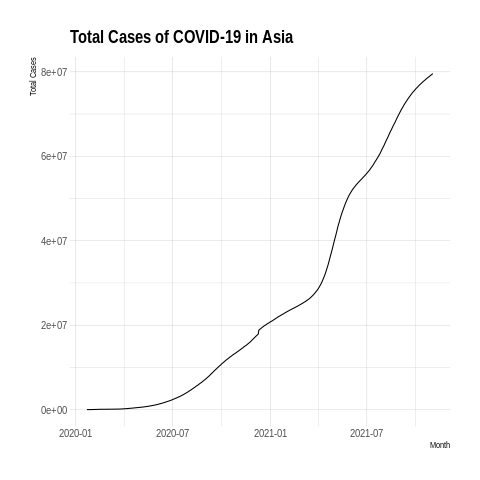 Total Cases of COVID-19 in Asia
Total Cases
8e+07
6e+07
4e+07
2e+07
0e+00
2020-01 2020-07 2021-01 2021-07
Month